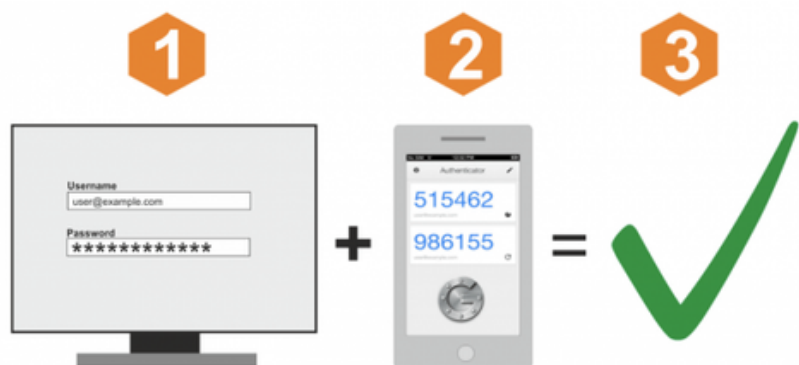 1
2
3
Username
user@example.com
Password
************
Authenticator
515462
986155